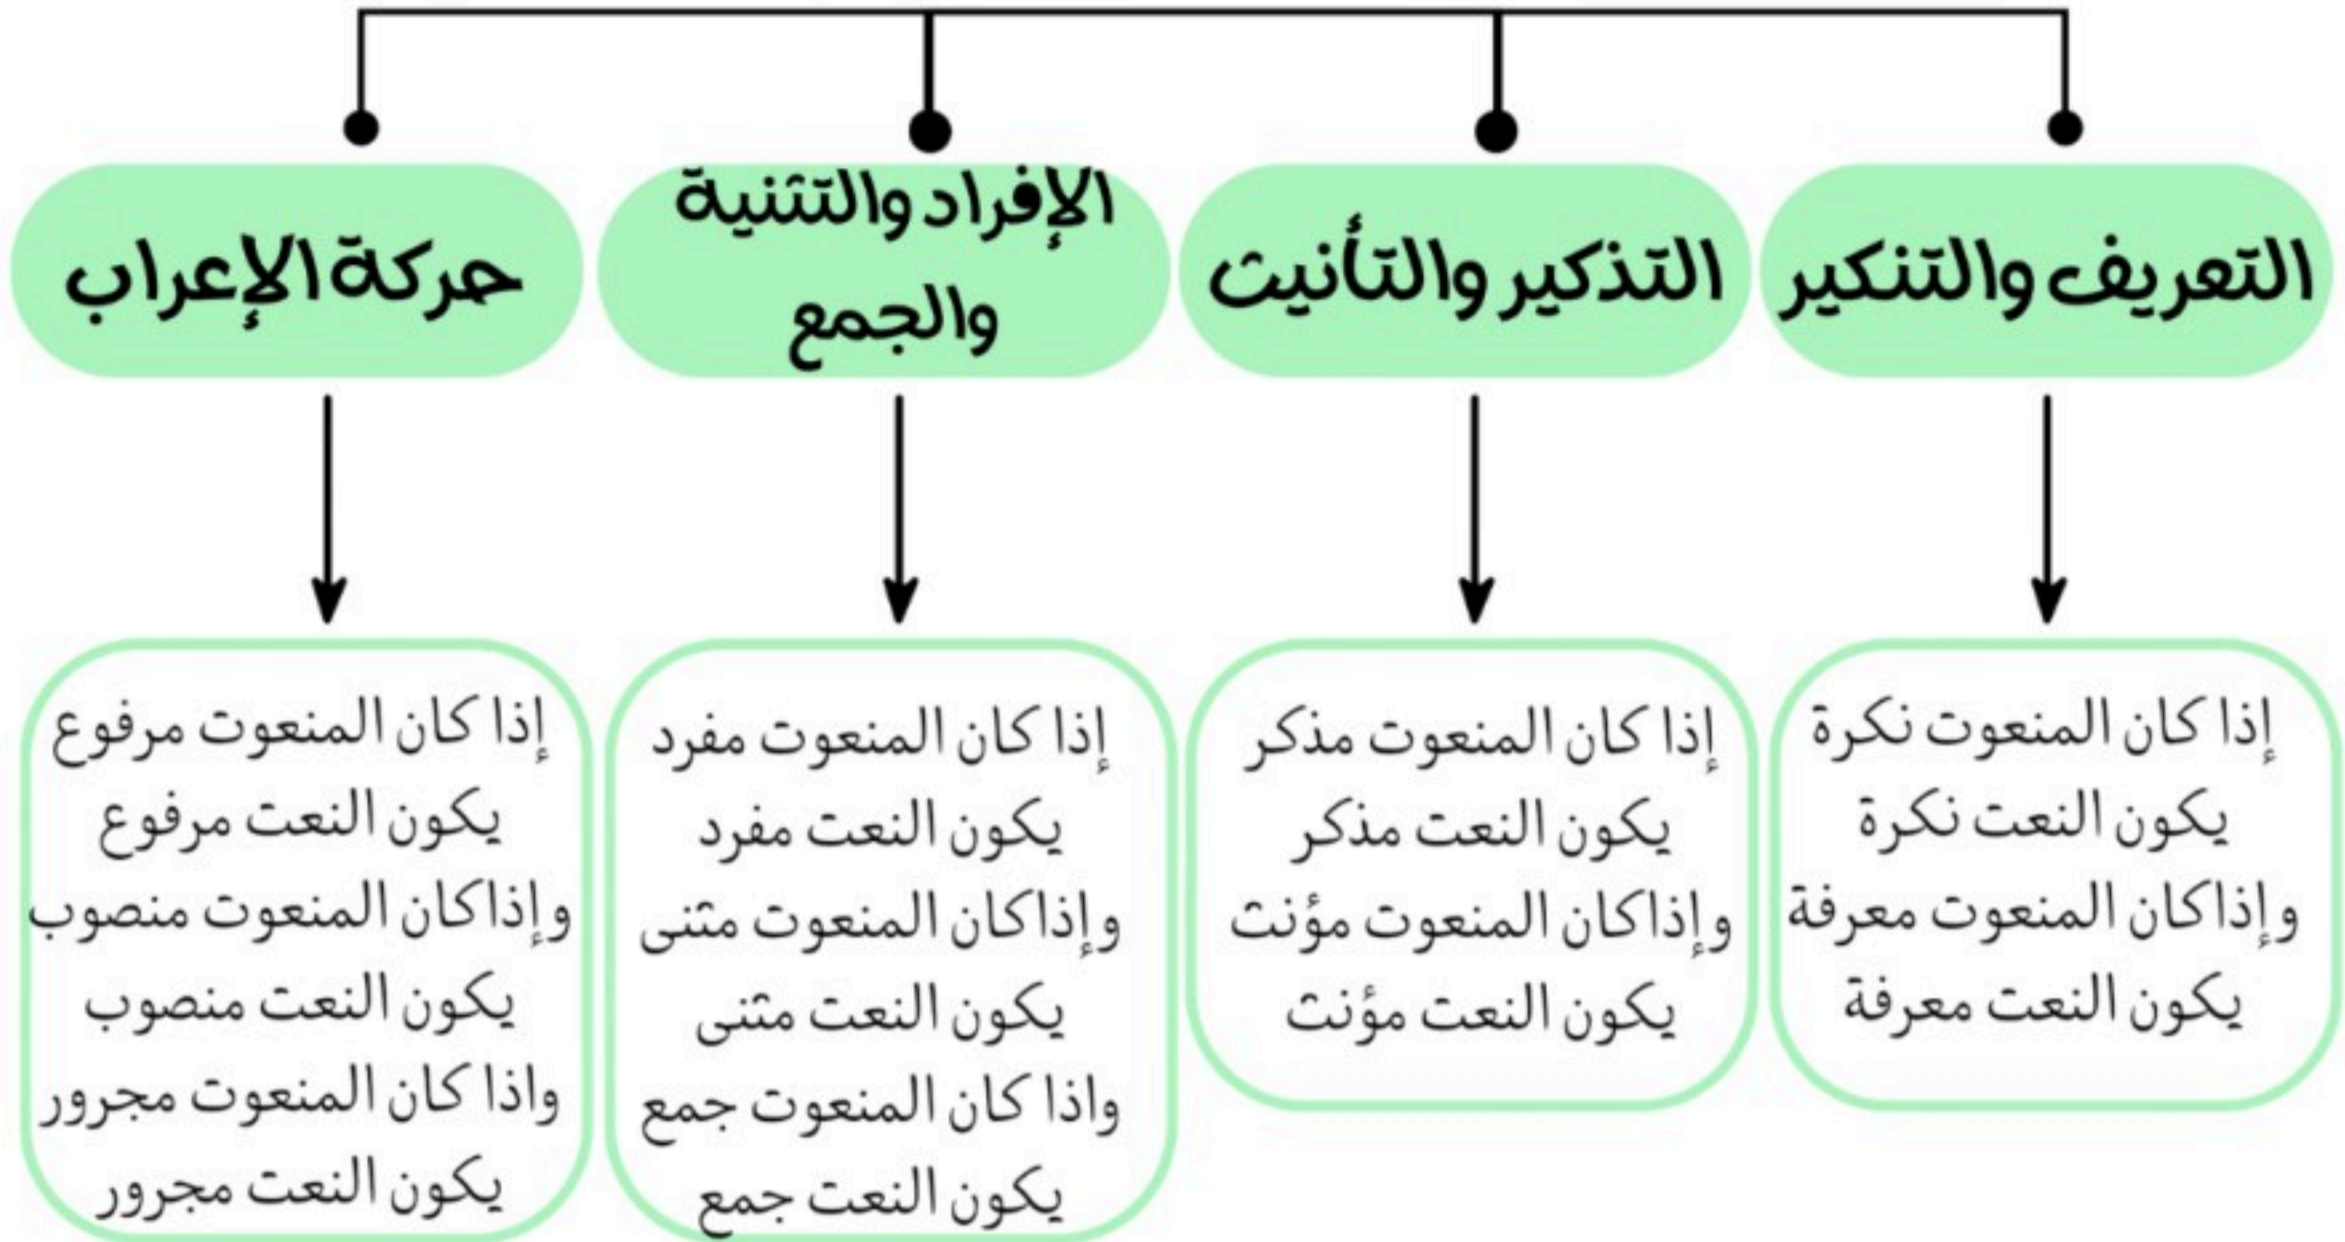 التعريف والتنكير
التذكير والتأنيث
الإفراد والتثنية
والجمع
حركة الإعراب
إذا كان المنعوت نكرة
يكون النعت نكرة
وإذاكان المنعوت معرفة
يكون النعت معرفة
إذا كان المنعوت مذكر
يكون النعت مذكر
وإذاكان المنعوت مؤنث
يكون النعت مؤنث
إذا كان المنعوت مفرد
يكون النعت مفرد
وإذاكان المنعوت مثنى
يكون النعت مثنى
واذا كان المنعوت جمع
يكون النعت جمع
إذا كان المنعوت مرفوع
يكون النعت مرفوع
وإذاكان المنعوت منصوب
يكون النعت منصوب
واذا كان المنعوت مجرور
يكون النعت مجرور